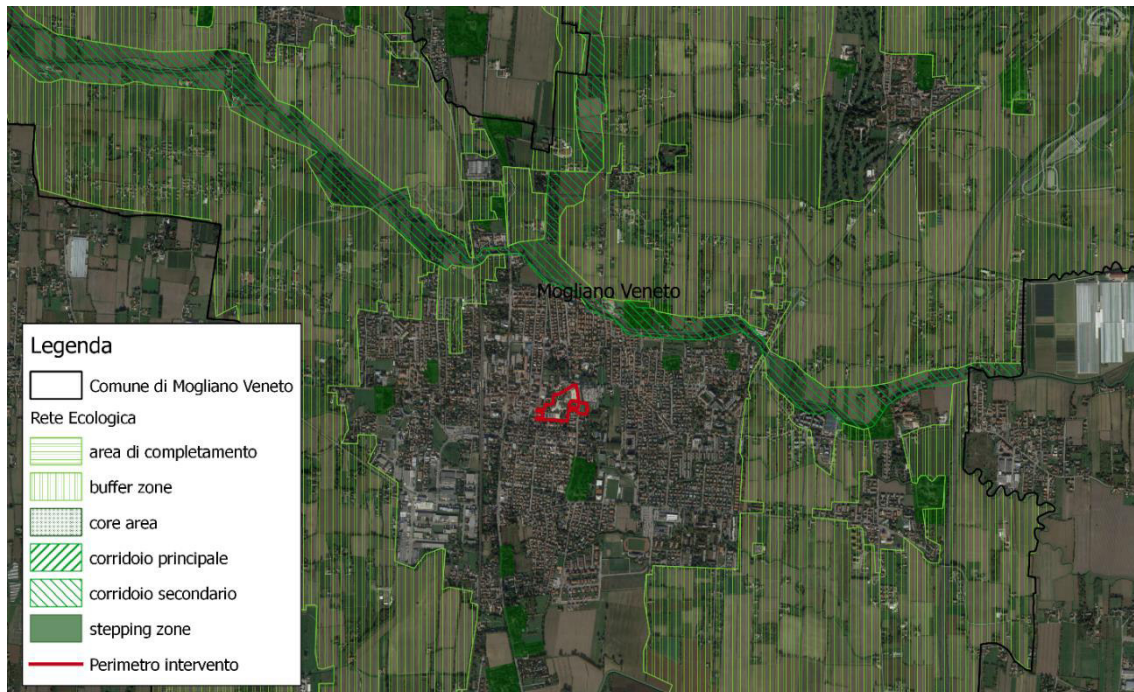 Mogliano Veneto
Legenda
Comune di Mogliano Veneto
Rete Ecologica
area di completamento
buffer zone
core area
corridoio principale
corridoio secondario
stepping zone
Perimetro intervento